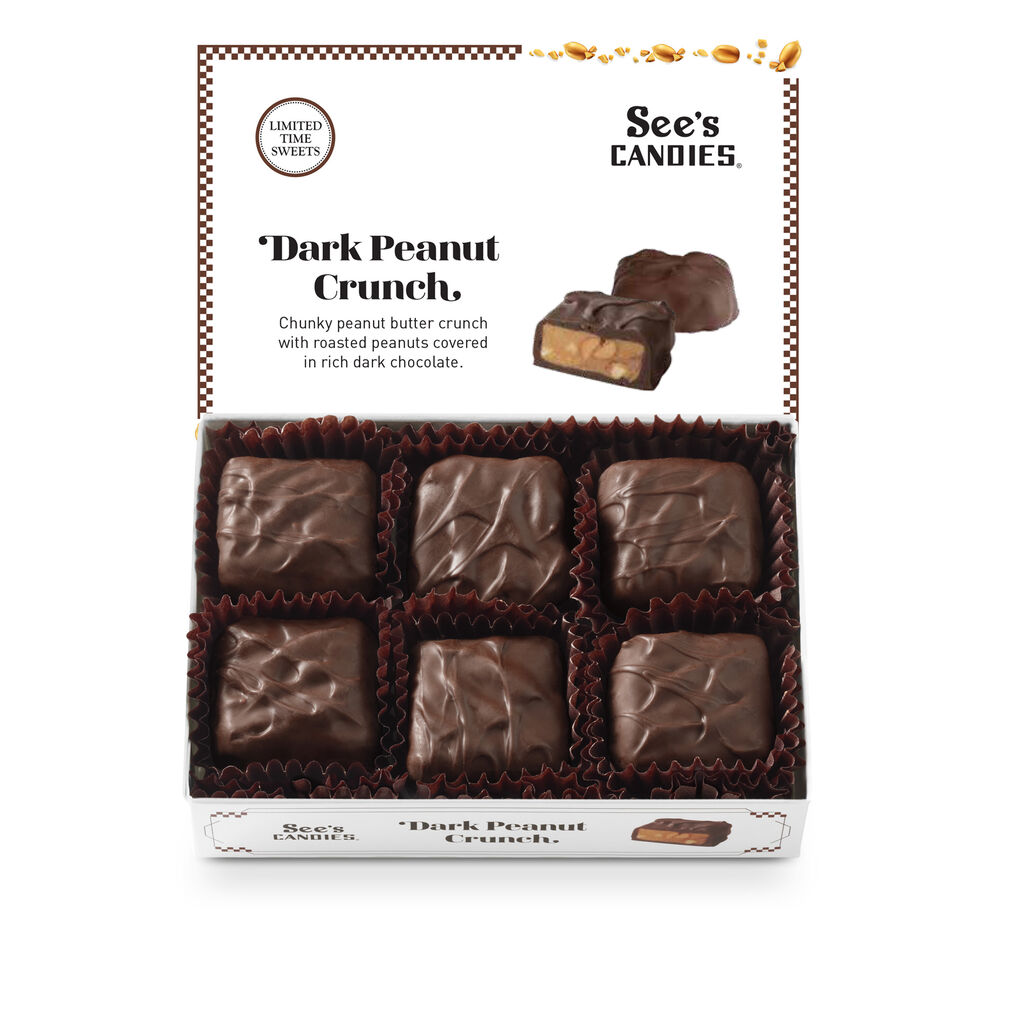 LIMITED
TIME
SWEETS
See's
CANDIES®
Dark Peanut
Crunch
Chunky peanut butter crunch
with roasted peanuts covered
in rich dark chocolate.
See's
CANDIES®
Dark Peanut
Crunch